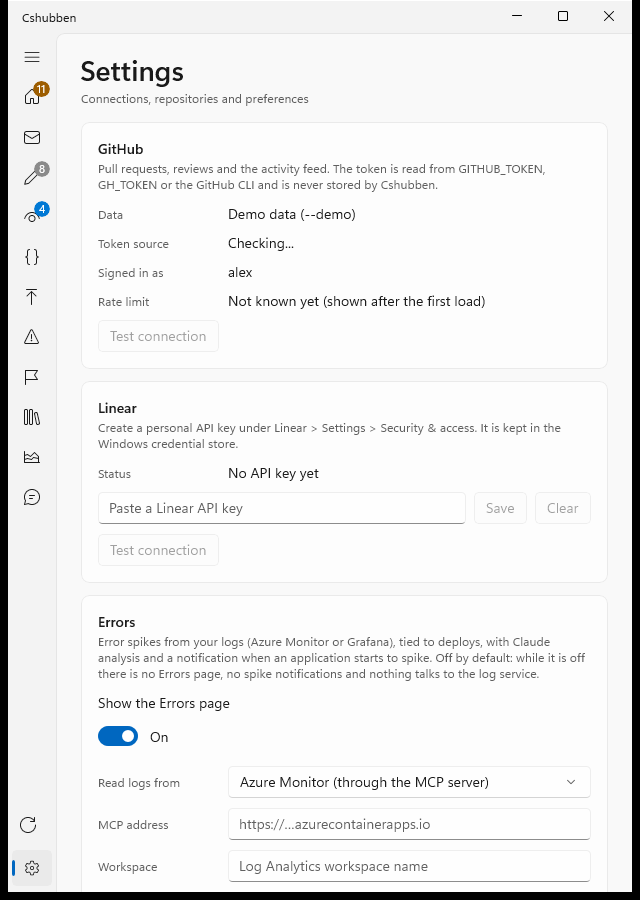 Cshubben
Settings
11
Connections, repositories and preferences
GitHub
Pull requests, reviews and the activity feed. The token is read from GITHUB_TOKEN,
8
GH_TOKEN or the GitHub CLI and is never stored by Cshubben.
4
Data
Demo data (--demo)
Token source
Checking...
Signed in as
alex
Rate limit
Not known yet (shown after the first load)
Test connection
Linear
Create a personal API key under Linear > Settings > Security & access. It is kept in the
Windows credential store.
Status
No API key yet
Paste a Linear API key
Save
Clear
Test connection
Errors
Error spikes from your logs (Azure Monitor or Grafana), tied to deploys, with Claude
analysis and a notification when an application starts to spike. Off by default: while it is off
there is no Errors page, no spike notifications and nothing talks to the log service.
Show the Errors page
On
Read logs from
Azure Monitor (through the MCP server)
MCP address
https://...azurecontainerapps.io
Workspace
Log Analytics workspace name